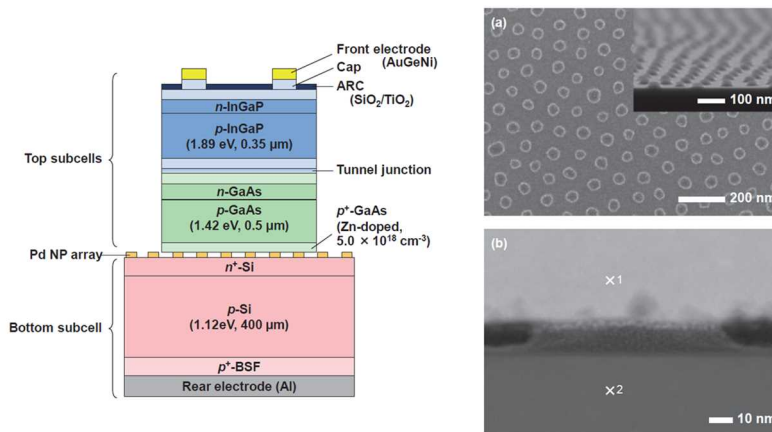 Front electrode
(AuGeNi)
Cap
ARC
(SiO₂/TiO₂)
n-InGaP
p-InGaP
(1.89 eV, 0.35 µm)
Top subcells
Tunnel junction
n-GaAs
p-GaAs
(1.42 eV, 0.5 µm)
p⁺-GaAs
(Zn-doped,
5.0 × 10¹⁸ cm⁻³)
Pd NP array
n⁺-Si
p-Si
(1.12eV, 400 µm)
Bottom subcell
p⁺-BSF
Rear electrode (Al)
(a)
100 nm
200 nm
(b)
×1
×2
10 nm